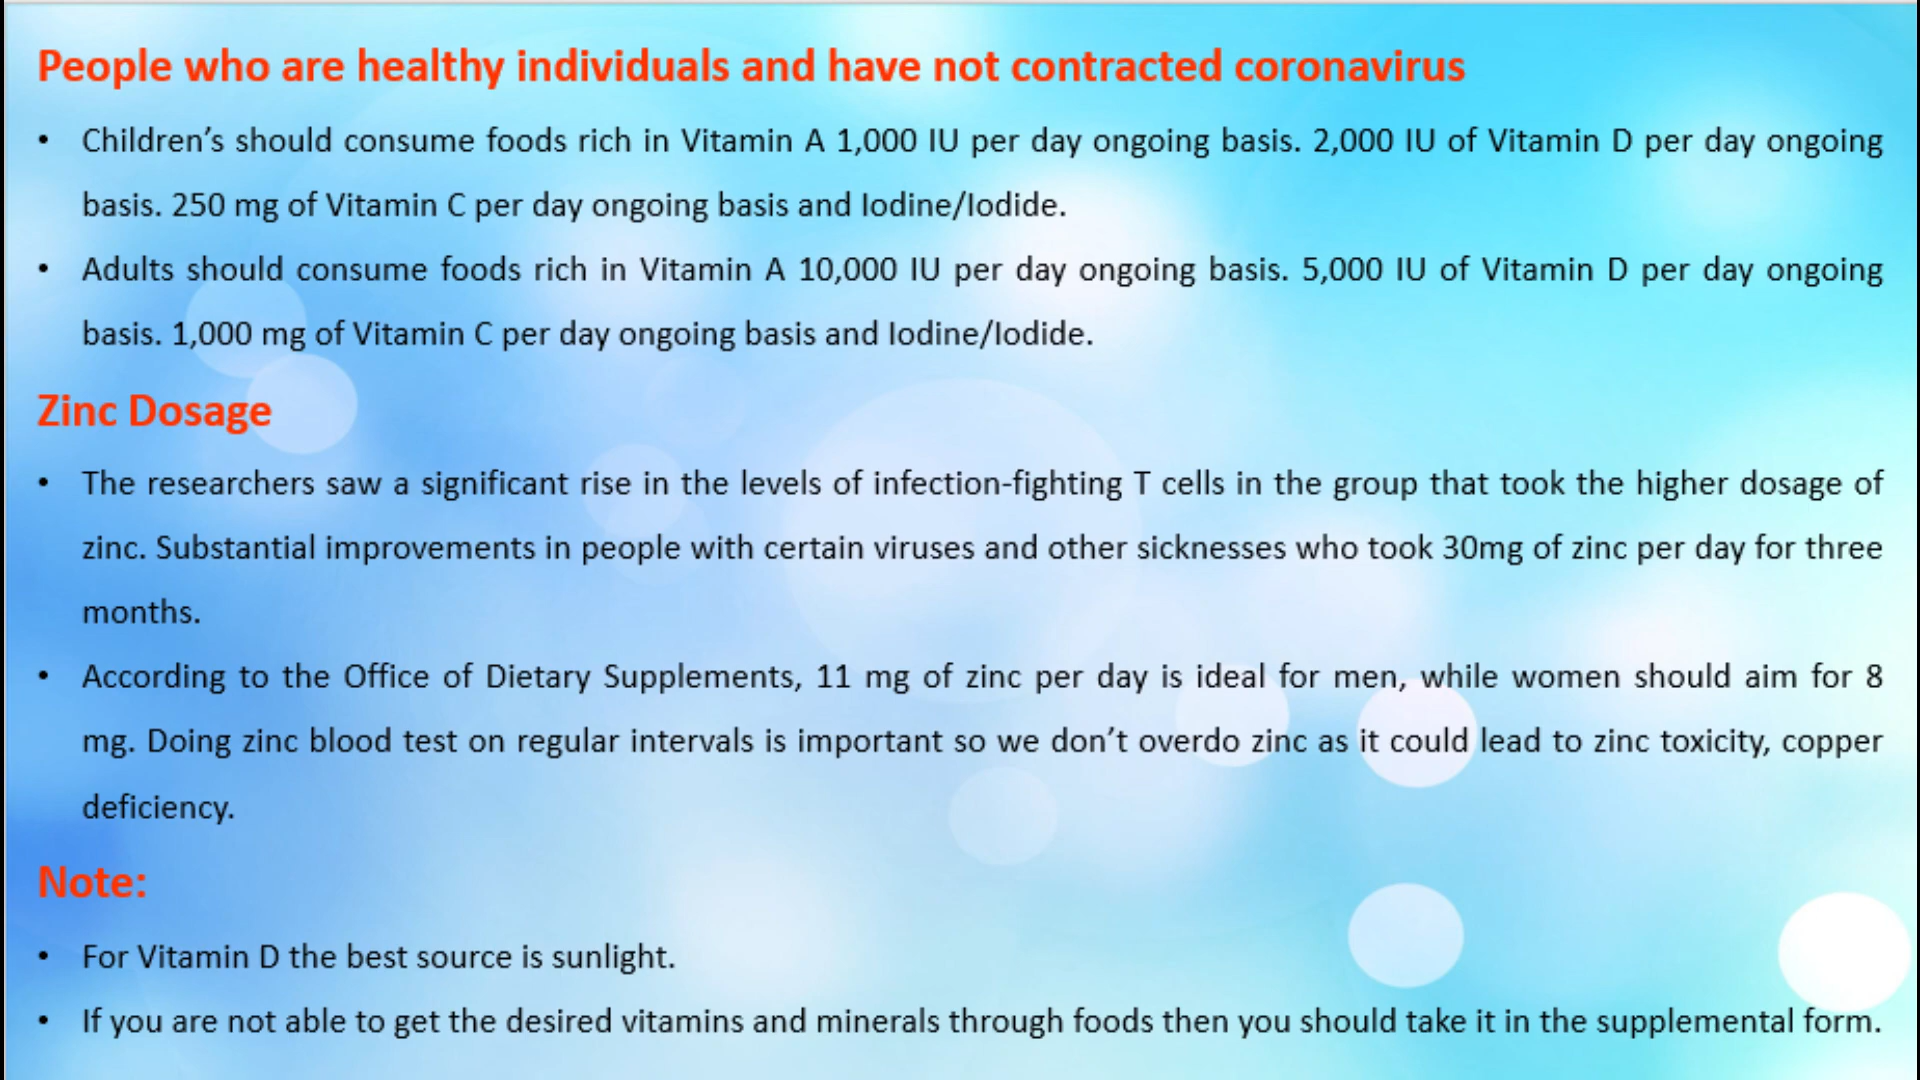 People who are healthy individuals and have not contracted coronavirus
• Children’s should consume foods rich in Vitamin A 1,000 IU per day ongoing basis. 2,000 IU of Vitamin D per day ongoing
basis. 250 mg of Vitamin C per day ongoing basis and Iodine/Iodide.
• Adults should consume foods rich in Vitamin A 10,000 IU per day ongoing basis. 5,000 IU of Vitamin D per day ongoing
basis. 1,000 mg of Vitamin C per day ongoing basis and Iodine/Iodide.
Zinc Dosage
• The researchers saw a significant rise in the levels of infection-fighting T cells in the group that took the higher dosage of
zinc. Substantial improvements in people with certain viruses and other sicknesses who took 30mg of zinc per day for three
months.
• According to the Office of Dietary Supplements, 11 mg of zinc per day is ideal for men, while women should aim for 8
mg. Doing zinc blood test on regular intervals is important so we don’t overdo zinc as it could lead to zinc toxicity, copper
deficiency.
Note:
• For Vitamin D the best source is sunlight.
• If you are not able to get the desired vitamins and minerals through foods then you should take it in the supplemental form.